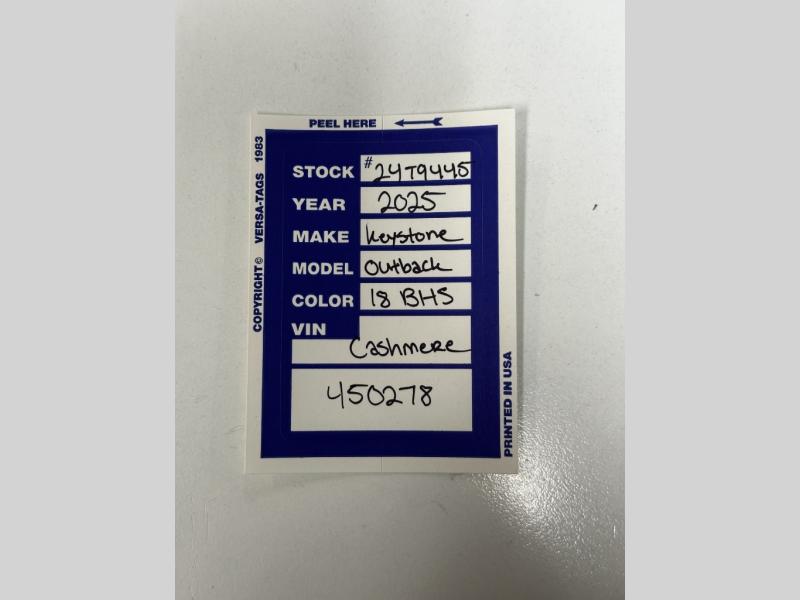 PEEL HERE
COPYRIGHT © VERSA-TAGS 1983
STOCK #24T9445
YEAR 2025
MAKE Keystone
MODEL Outback
COLOR 18 BHS
VIN
Cashmere
450278
PRINTED IN USA